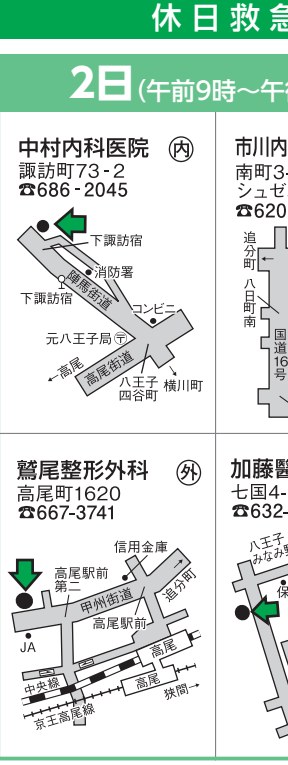 休日救急
2日(午前9時～午後
中村内科医院 内
諏訪町73-2
☎686-2045
下諏訪宿
消防署
陣馬街道
下諏訪宿
コンビニ
元八王子局〒
←高尾
高尾街道
八王子
四谷町
横川町
市川内
南町3-
シュゼ
☎620
追分町
八日町南
国道16号
鷲尾整形外科 外
高尾町1620
☎667-3741
信用金庫
高尾駅前
第二
甲州街道
追分町
高尾駅前
JA
高尾
中央線
高尾
京王高尾線
狭間→
加藤醫
七国4-
☎632-
八王子
みなみ野
保